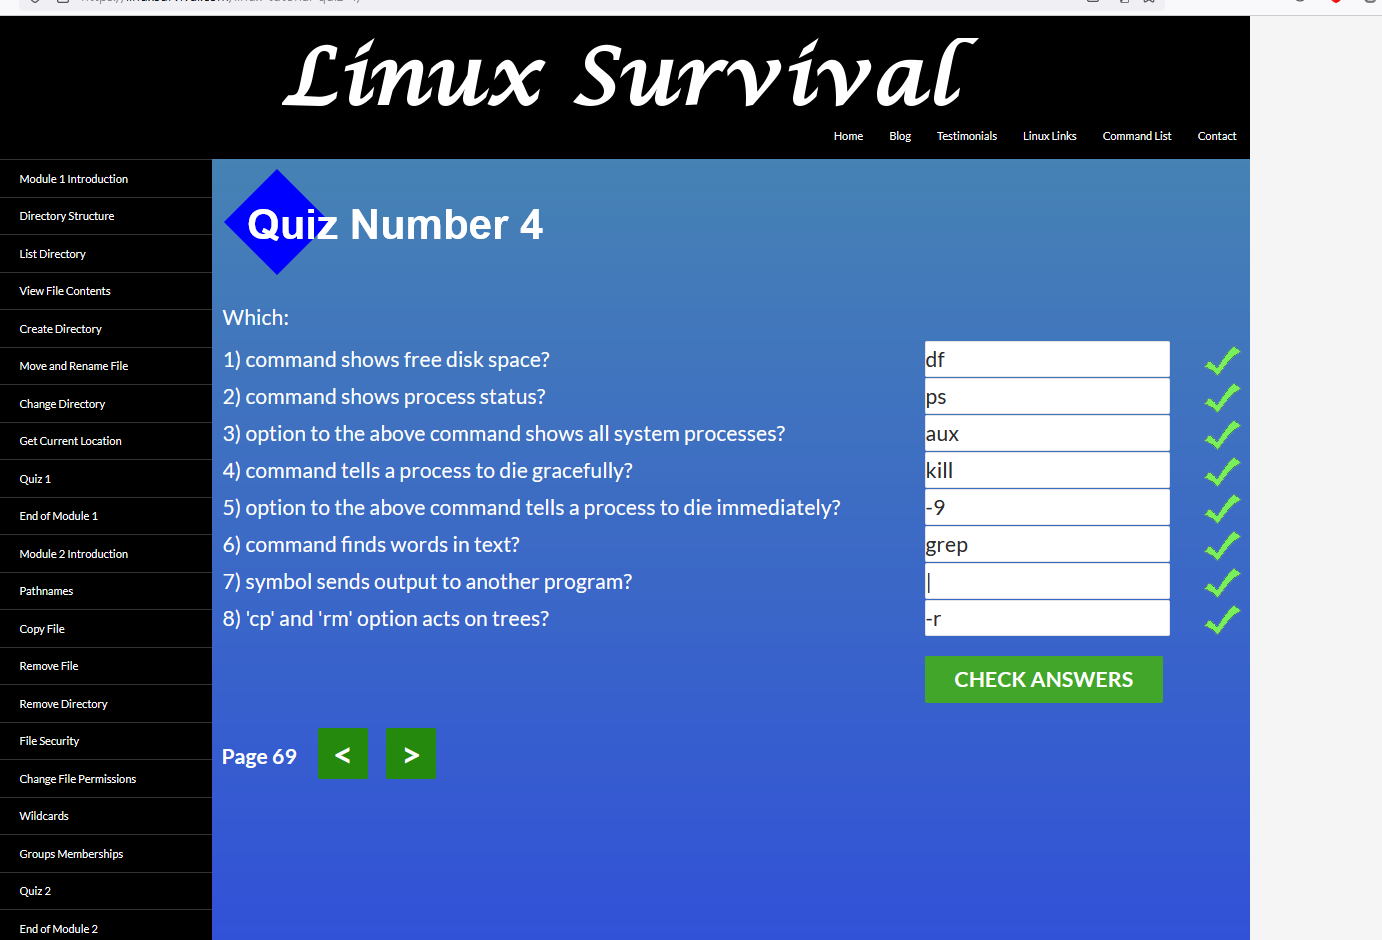 Linux Survival
Home Blog Testimonials Linux Links Command List Contact
Module 1 Introduction
Directory Structure
List Directory
View File Contents
Create Directory
Move and Rename File
Change Directory
Get Current Location
Quiz 1
End of Module 1
Module 2 Introduction
Pathnames
Copy File
Remove File
Remove Directory
File Security
Change File Permissions
Wildcards
Groups Memberships
Quiz 2
End of Module 2
Quiz Number 4
Which:
1) command shows free disk space? df
2) command shows process status? ps
3) option to the above command shows all system processes? aux
4) command tells a process to die gracefully? kill
5) option to the above command tells a process to die immediately? -9
6) command finds words in text? grep
7) symbol sends output to another program? |
8) 'cp' and 'rm' option acts on trees? -r
CHECK ANSWERS
Page 69 < >